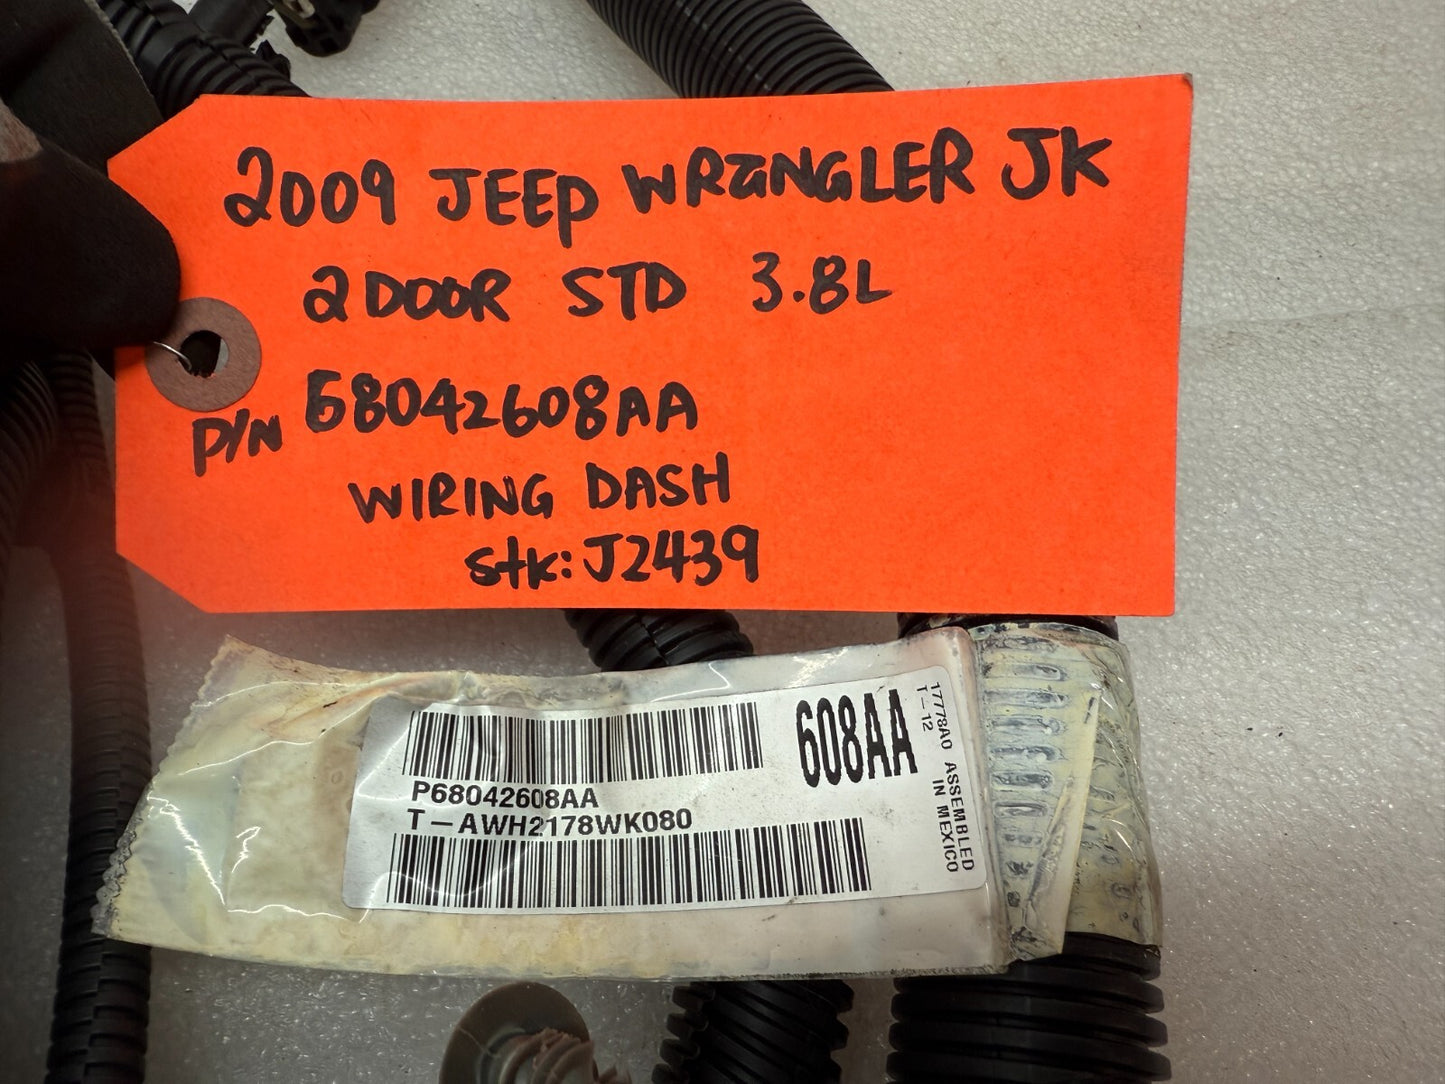 2009 JEEP WRANGLER JK
2DOOR STD 3.8L
P/N 68042608AA
WIRING DASH
stk: J2439
608AA
P68042608AA
T-AWH2178WK080
17778A0 ASSEMBLED
T-12 IN MEXICO